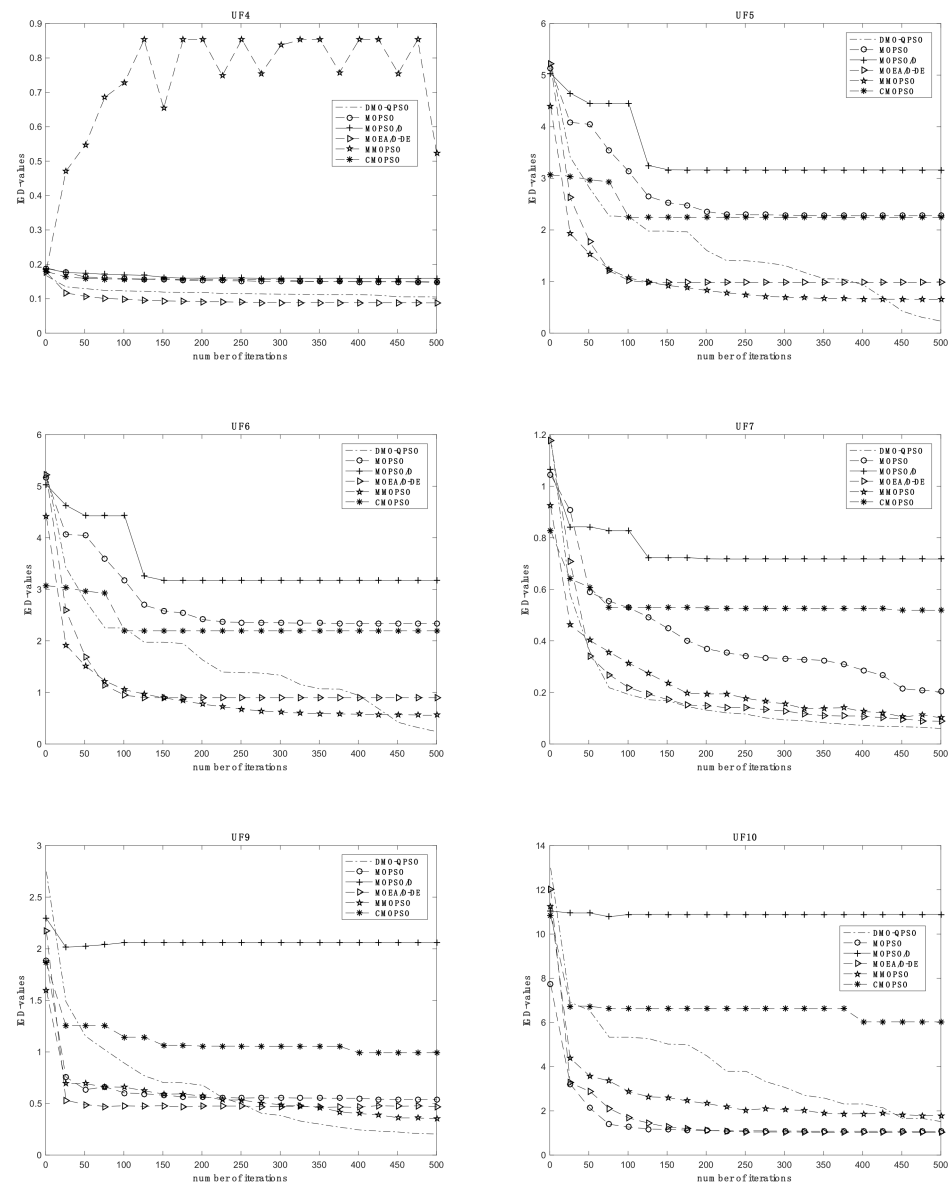 UF4
0.9
0.8
0.7
0.6
0.5
0.4
0.3
0.2
0.1
0
IGD-values
DMO-QPSO
MOPSO
MOPSO/D
MOEA/D-DE
MMOPSO
CMOPSO
0 50 100 150 200 250 300 350 400 450 500
number of iterations
UF5
6
5
4
3
2
1
0
IGD-values
DMO-QPSO
MOPSO
MOPSO/D
MOEA/D-DE
MMOPSO
CMOPSO
0 50 100 150 200 250 300 350 400 450 500
number of iterations
UF6
6
5
4
3
2
1
0
IGD-values
DMO-QPSO
MOPSO
MOPSO/D
MOEA/D-DE
MMOPSO
CMOPSO
0 50 100 150 200 250 300 350 400 450 500
number of iterations
UF7
1.2
1
0.8
0.6
0.4
0.2
0
IGD-values
DMO-QPSO
MOPSO
MOPSO/D
MOEA/D-DE
MMOPSO
CMOPSO
0 50 100 150 200 250 300 350 400 450 500
number of iterations
UF9
3
2.5
2
1.5
1
0.5
0
IGD-values
DMO-QPSO
MOPSO
MOPSO/D
MOEA/D-DE
MMOPSO
CMOPSO
0 50 100 150 200 250 300 350 400 450 500
number of iterations
UF10
14
12
10
8
6
4
2
0
IGD-values
DMO-QPSO
MOPSO
MOPSO/D
MOEA/D-DE
MMOPSO
CMOPSO
0 50 100 150 200 250 300 350 400 450 500
number of iterations